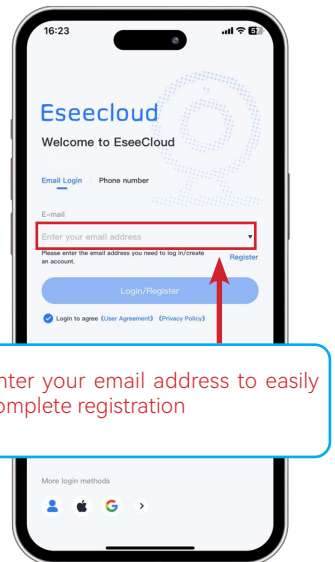 16:23
Eseecloud
Welcome to EseeCloud
Email Login Phone number
E-mail
Enter your email address
Please enter the email address you need to log in/create
an account.
Register
Login/Register
Login to agree 《User Agreement》 《Privacy Policy》
nter your email address to easily
omplete registration
More login methods